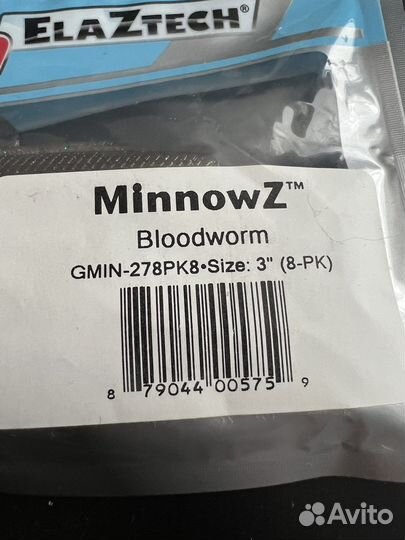 ELAZTECH®
MinnowZ™
Bloodworm
GMIN-278PK8•Size: 3" (8-PK)
8 79044 00575 9
Avito